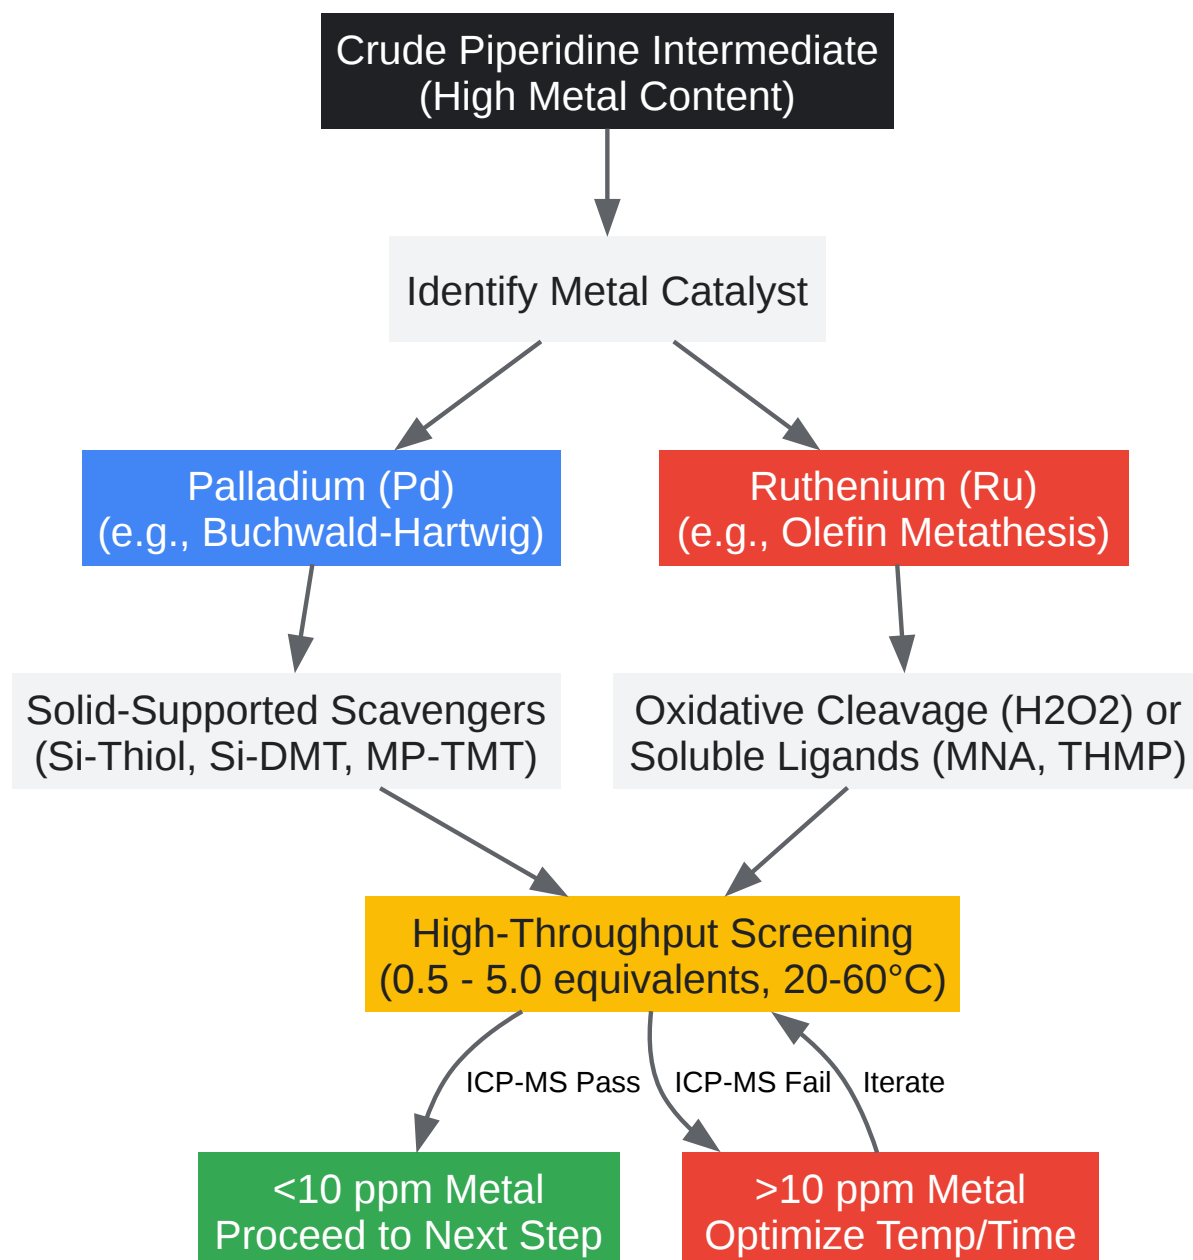 Crude Piperidine Intermediate
(High Metal Content)
Identify Metal Catalyst
Palladium (Pd)
(e.g., Buchwald-Hartwig)
Ruthenium (Ru)
(e.g., Olefin Metathesis)
Solid-Supported Scavengers
(Si-Thiol, Si-DMT, MP-TMT)
Oxidative Cleavage (H2O2) or
Soluble Ligands (MNA, THMP)
High-Throughput Screening
(0.5 - 5.0 equivalents, 20-60°C)
ICP-MS Pass
ICP-MS Fail
Iterate
<10 ppm Metal
Proceed to Next Step
>10 ppm Metal
Optimize Temp/Time